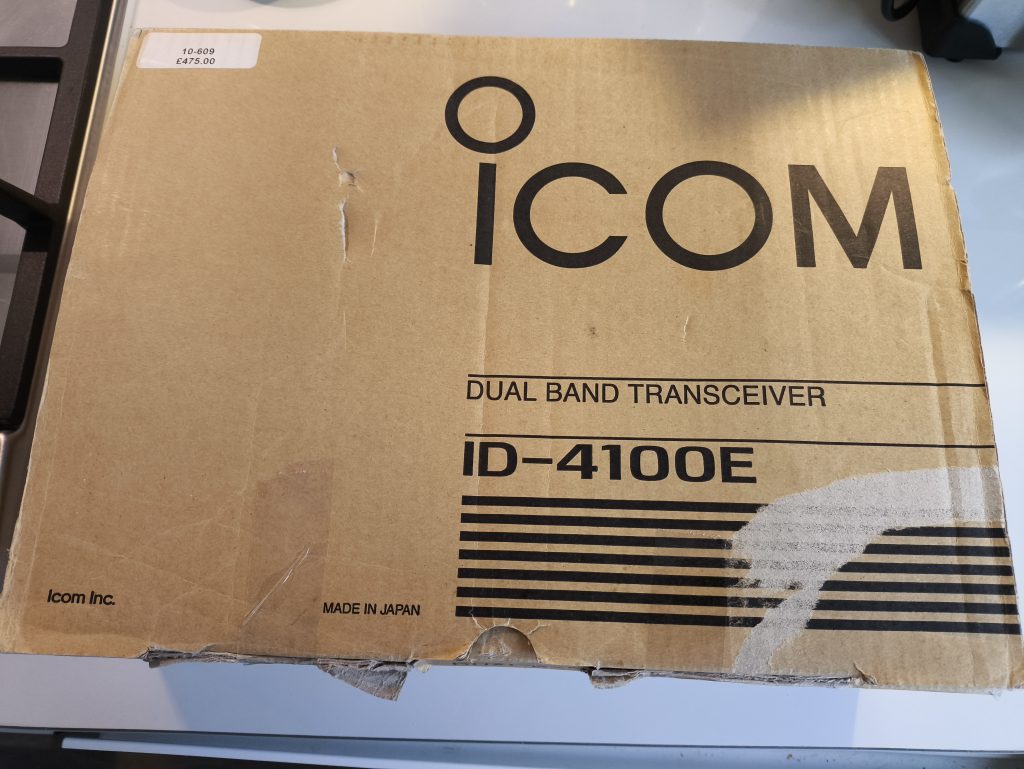 10-609
£475.00
ICOM
DUAL BAND TRANSCEIVER
ID-4100E
Icom Inc.
MADE IN JAPAN